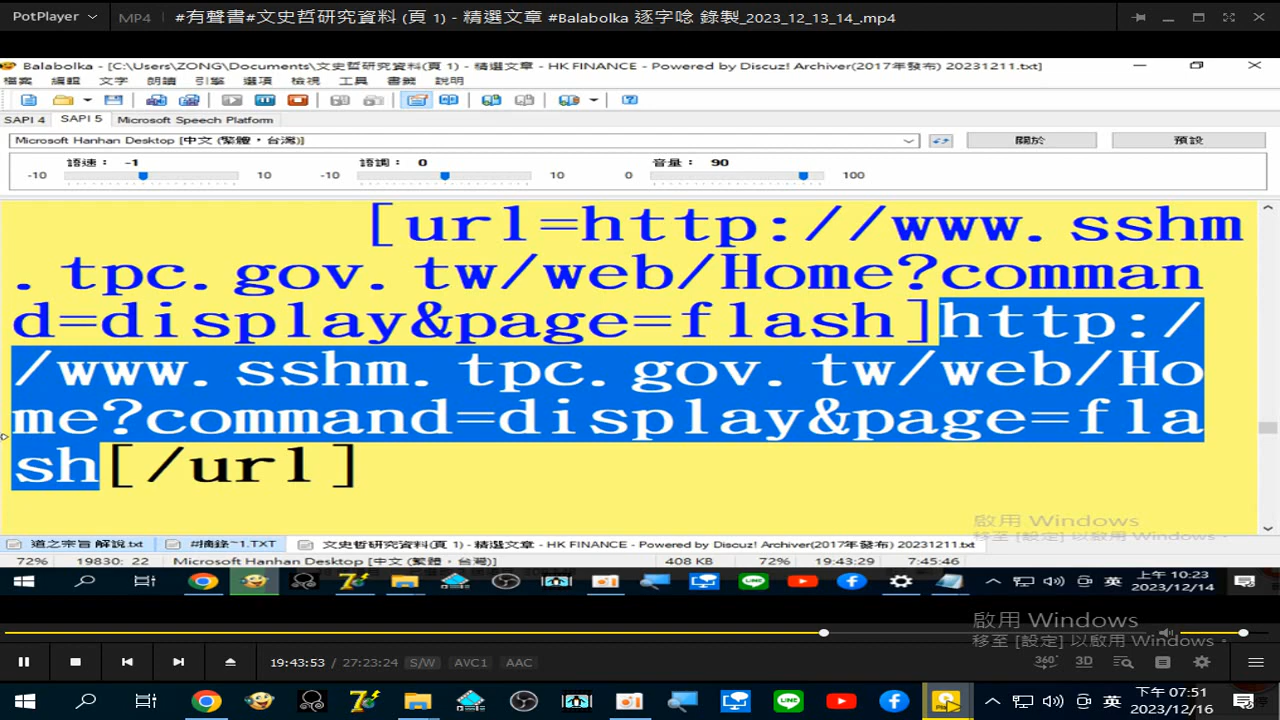 PotPlayer MP4 #有聲書#文史哲研究資料 (頁 1) - 精選文章 #Balabolka 逐字唸 錄製_2023_12_13_14_.mp4
Balabolka - [C:\Users\ZONG\Documents\文史哲研究資料(頁 1) - 精選文章 - HK FINANCE - Powered by Discuz! Archiver(2017年發布) 20231211.txt]
檔案 編輯 文字 朗讀 引擎 選項 檢視 工具 書籤 說明
SAPI 4 SAPI 5 Microsoft Speech Platform
Microsoft Hanhan Desktop [中文 (繁體，台灣)] 關於 預設
語速： -1 語調： 0 音量： 90
-10 10 -10 10 0 100
[url=http://www.sshm
.tpc.gov.tw/web/Home?comman
d=display&page=flash]http:/
/www.sshm.tpc.gov.tw/web/Ho
me?command=display&page=fla
sh[/url]
啟用 Windows
移至 [設定] 以啟用 Windows。
道之宗旨 解說.txt #摘錄~1.TXT 文史哲研究資料(頁 1) - 精選文章 - HK FINANCE - Powered by Discuz! Archiver(2017年發布) 20231211.txt
72% 19830: 22 Microsoft Hanhan Desktop [中文 (繁體，台灣)] 408 KB 72% 19:43:29 7:45:46
英 上午 10:23
2023/12/14
啟用 Windows
移至 [設定] 以啟用 Windows。
19:43:53 / 27:23:24 S/W AVC1 AAC 360° 3D
英 下午 07:51
2023/12/16